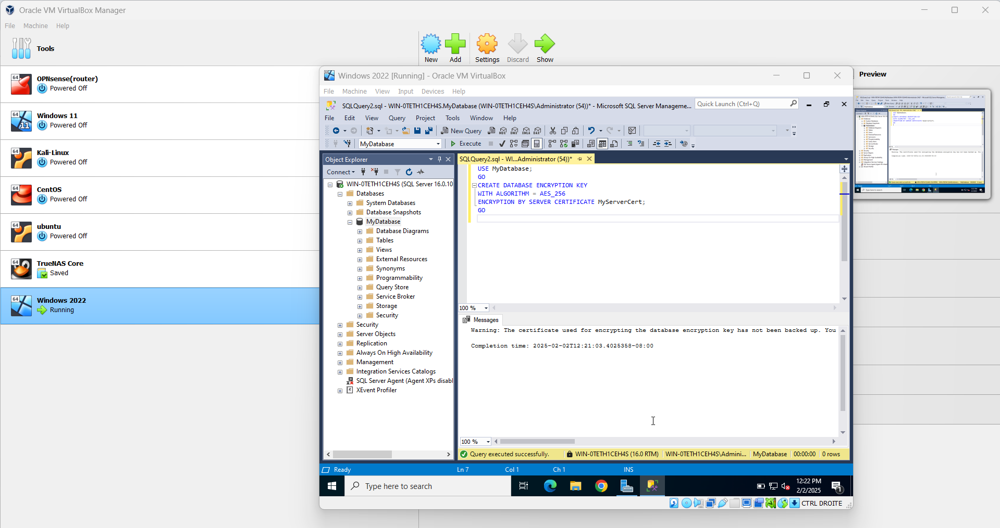 Oracle VM VirtualBox Manager
File Machine Help
Tools
New
Add
Settings
Discard
Show
OPNsense(router)
Powered Off
Windows 11
Powered Off
Kali-Linux
Powered Off
CentOS
Powered Off
ubuntu
Powered Off
TrueNAS Core
Saved
Windows 2022
Running
Preview
Windows 2022 [Running] - Oracle VM VirtualBox
File Machine View Input Devices Help
SQLQuery2.sql - WIN-0TETH1CEH4S.MyDatabase (WIN-0TETH1CEH4S\Administrator (54))* - Microsoft SQL Server Manageme...
Quick Launch (Ctrl+Q)
File Edit View Query Project Tools Window Help
New Query
MyDatabase
Execute
Object Explorer
Connect
WIN-0TETH1CEH4S (SQL Server 16.0.10
Databases
System Databases
Database Snapshots
MyDatabase
Database Diagrams
Tables
Views
External Resources
Synonyms
Programmability
Query Store
Service Broker
Storage
Security
Security
Server Objects
Replication
Always On High Availability
Management
Integration Services Catalogs
SQL Server Agent (Agent XPs disabl
XEvent Profiler
SQLQuery2.sql - WI...Administrator (54))*
USE MyDatabase;
GO
CREATE DATABASE ENCRYPTION KEY
WITH ALGORITHM = AES_256
ENCRYPTION BY SERVER CERTIFICATE MyServerCert;
GO
100 %
Messages
Warning: The certificate used for encrypting the database encryption key has not been backed up. You
Completion time: 2025-02-02T12:21:03.4025358-08:00
100 %
Query executed successfully.
WIN-0TETH1CEH4S (16.0 RTM)
WIN-0TETH1CEH4S\Admini...
MyDatabase
00:00:00
0 rows
Ready
Ln 7
Col 1
Ch 1
INS
Type here to search
12:22 PM
2/2/2025
1
CTRL DROITE